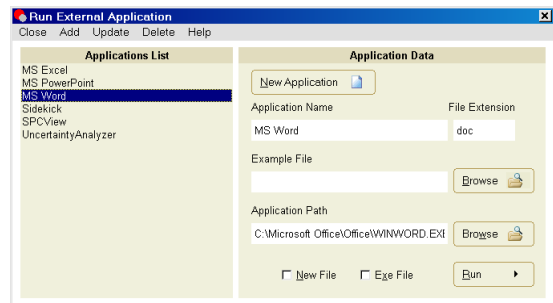 Run External Application
Close Add Update Delete Help
Applications List
MS Excel
MS PowerPoint
MS Word
Sidekick
SPCView
UncertaintyAnalyzer
Application Data
New Application
Application Name File Extension
MS Word doc
Example File
Browse
Application Path
C:\Microsoft Office\Office\WINWORD.EXE Browse
New File Exe File Run